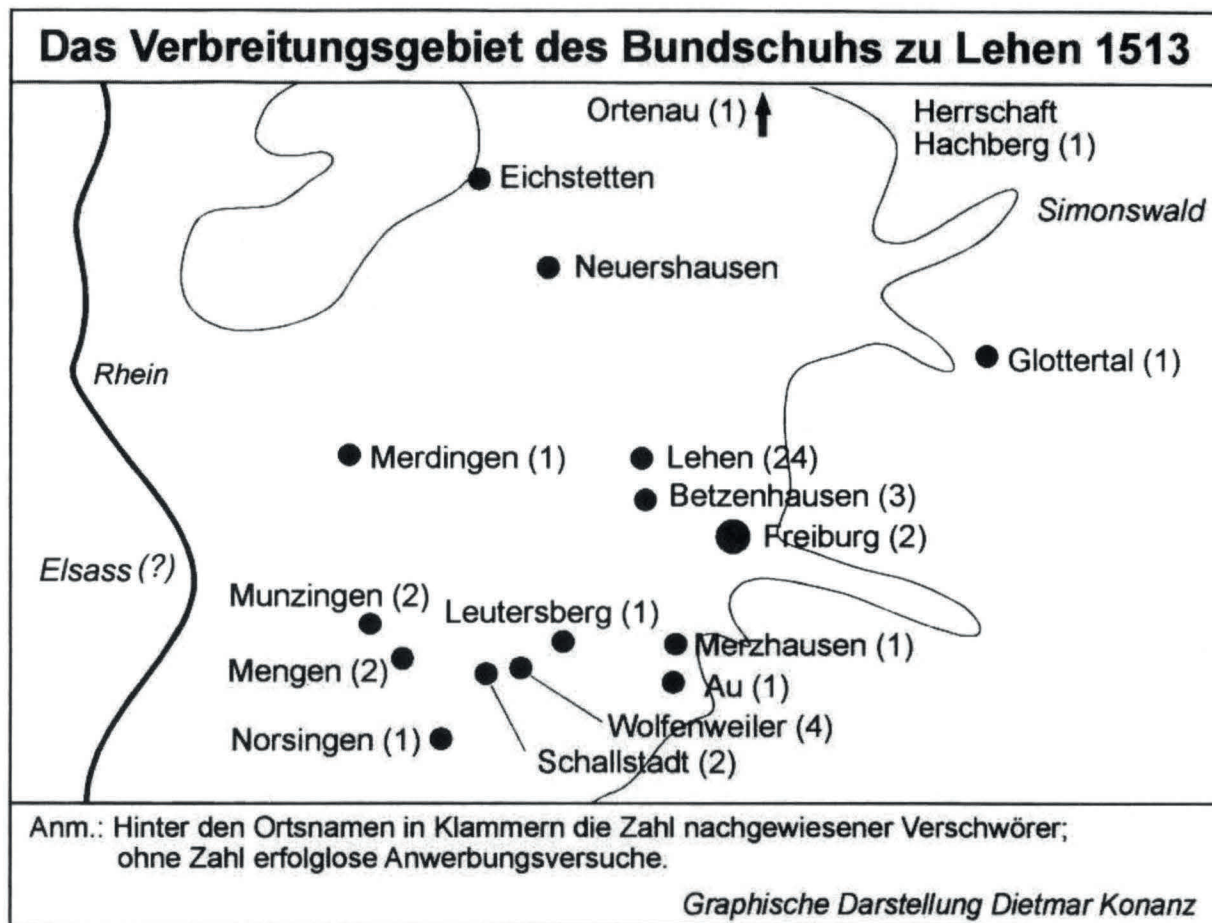 Das Verbreitungsgebiet des Bundschuhs zu Lehen 1513
Ortenau (1)
Herrschaft
Hachberg (1)
Eichstetten
Simonswald
Neuershausen
Rhein
Glottertal (1)
Merdingen (1)
Lehen (24)
Betzenhausen (3)
Freiburg (2)
Elsass (?)
Munzingen (2)
Leutersberg (1)
Mengen (2)
Merzhausen (1)
Au (1)
Norsingen (1)
Wolfenweiler (4)
Schallstadt (2)
Anm.: Hinter den Ortsnamen in Klammern die Zahl nachgewiesener Verschwörer;
ohne Zahl erfolglose Anwerbungsversuche.
Graphische Darstellung Dietmar Konanz